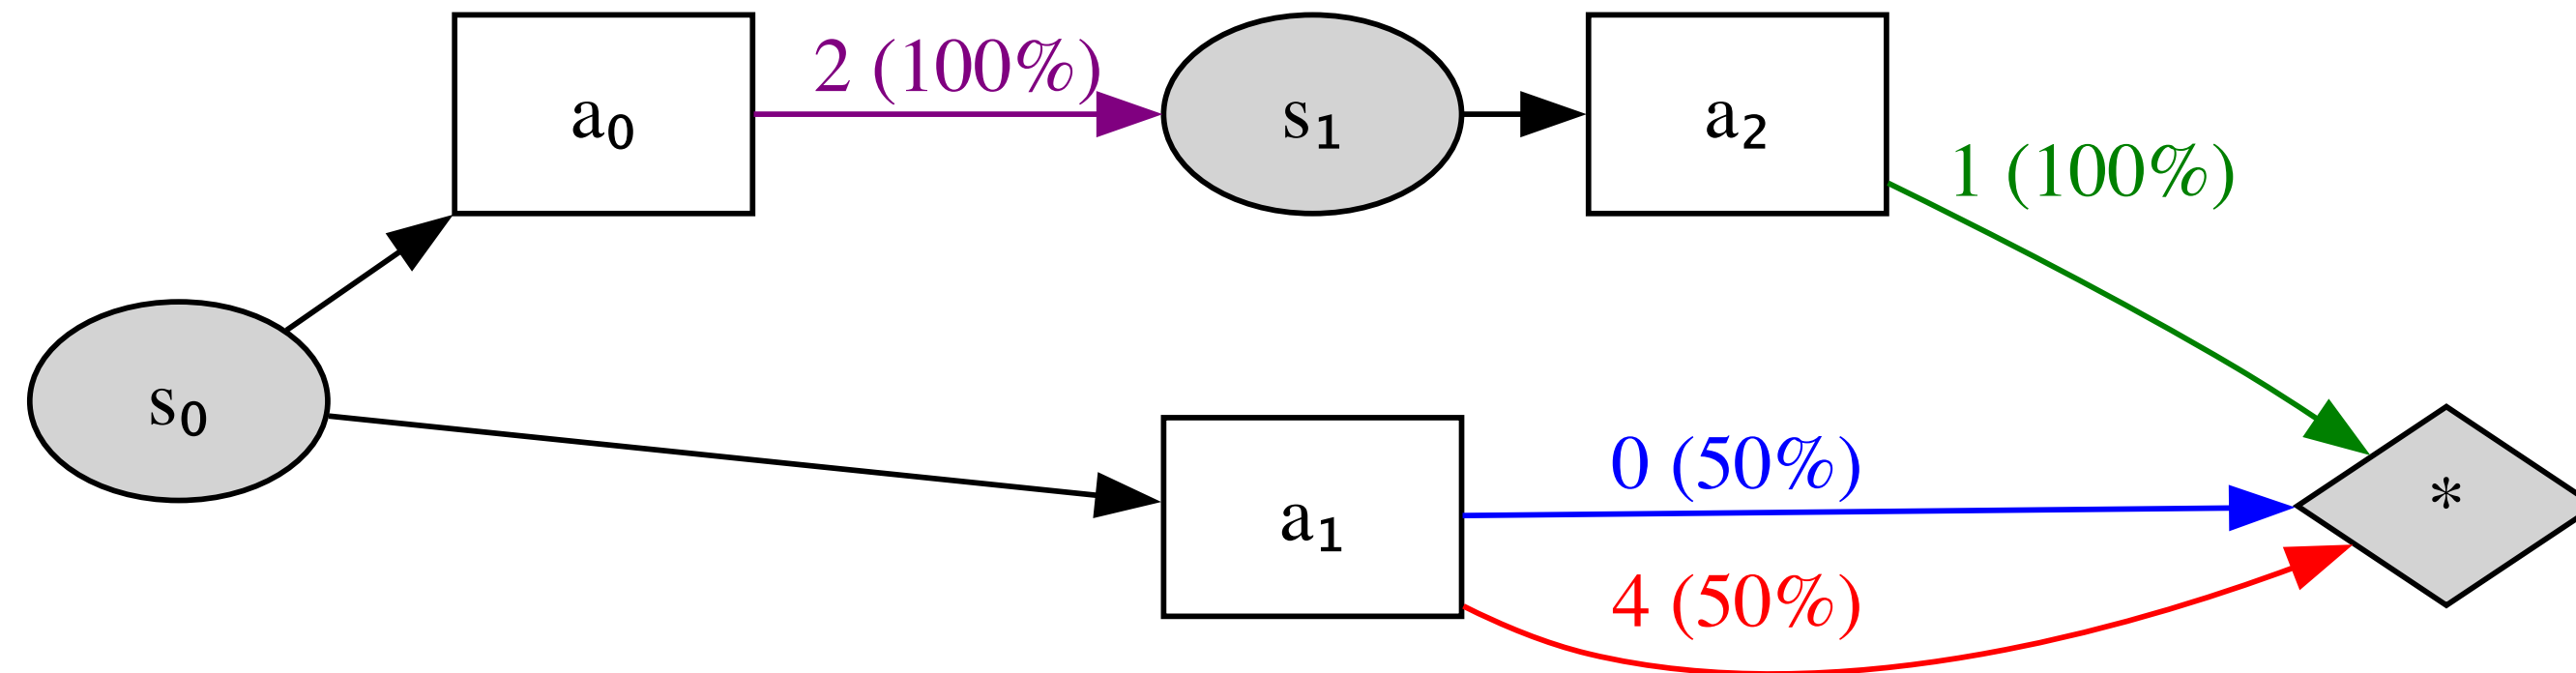 a₀
2 (100%)
s₁
a₂
1 (100%)
s₀
a₁
0 (50%)
4 (50%)
*